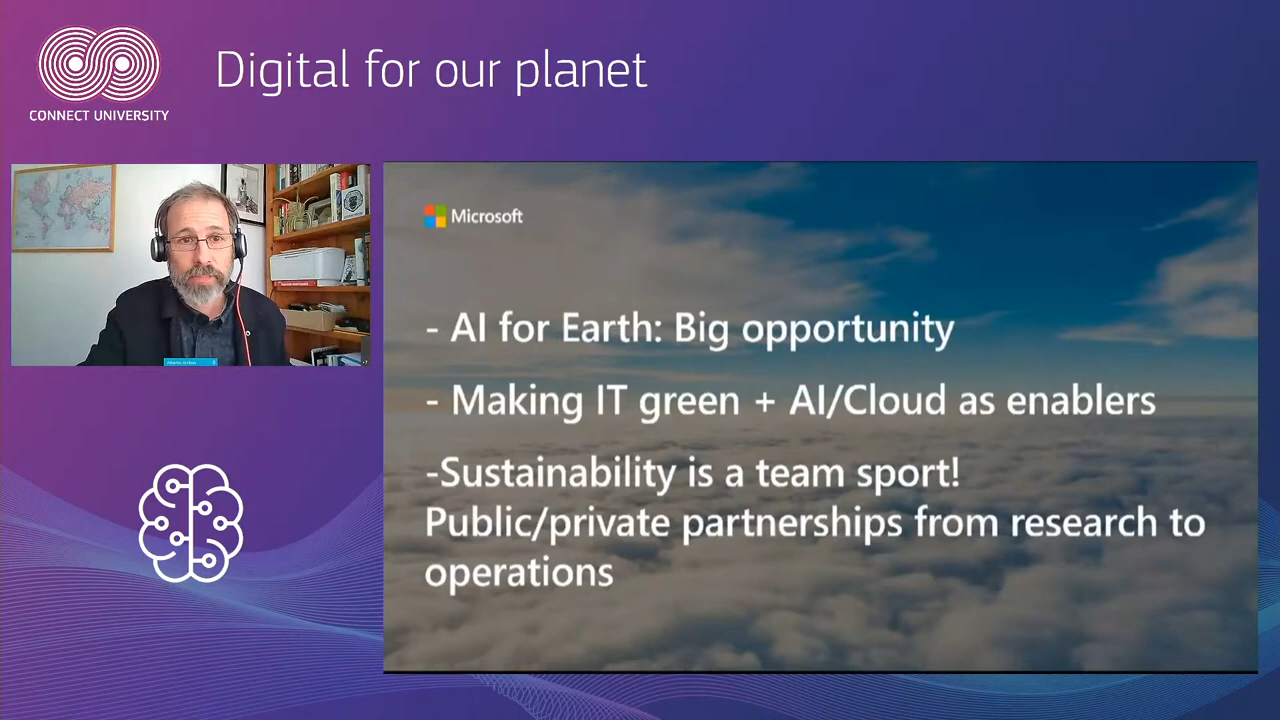 Digital for our planet
CONNECT UNIVERSITY
Microsoft
- AI for Earth: Big opportunity
- Making IT green + AI/Cloud as enablers
-Sustainability is a team sport!
Public/private partnerships from research to
operations